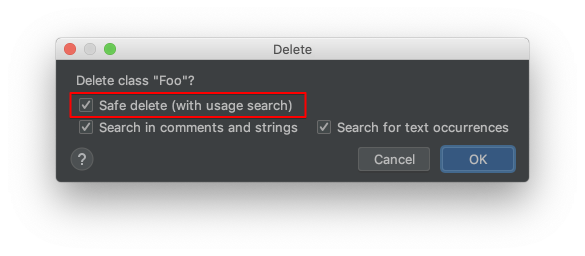 Delete
Delete class "Foo"?
Safe delete (with usage search)
Search in comments and strings Search for text occurrences
? Cancel OK